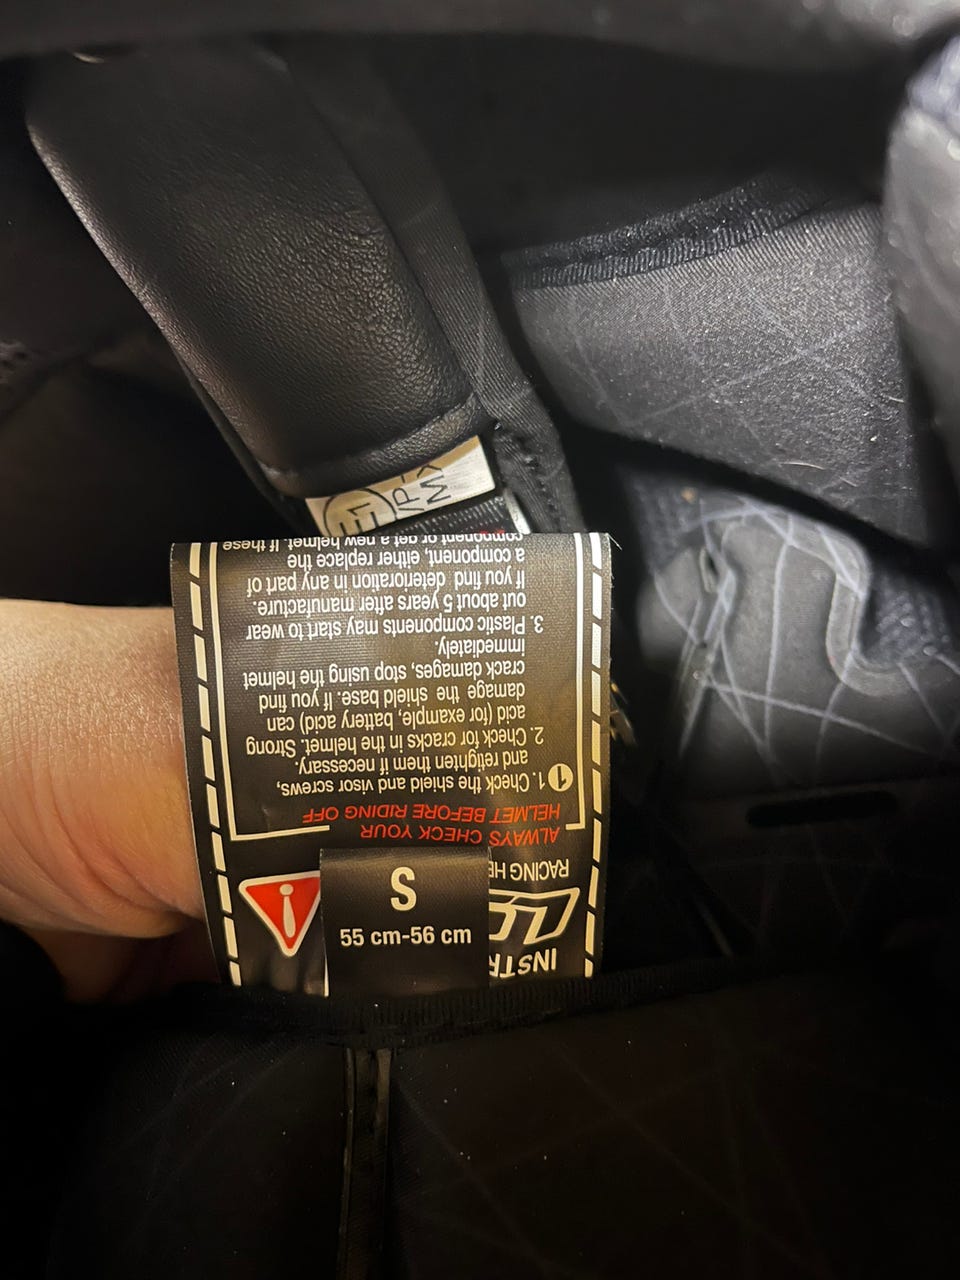 INSTR
RACING HE
ALWAYS CHECK YOUR
HELMET BEFORE RIDING OFF
1
1. Check the shield and visor screws,
and retighten them if necessary.
2. Check for cracks in the helmet. Strong
acid (for example, battery acid) can
damage the shield base. If you find
crack damages, stop using the helmet
immediately.
3. Plastic components may start to wear
out about 5 years after manufacture.
If you find deterioration in any part of
a component, either replace the
component or get a new helmet. If these
S
55 cm-56 cm
E1